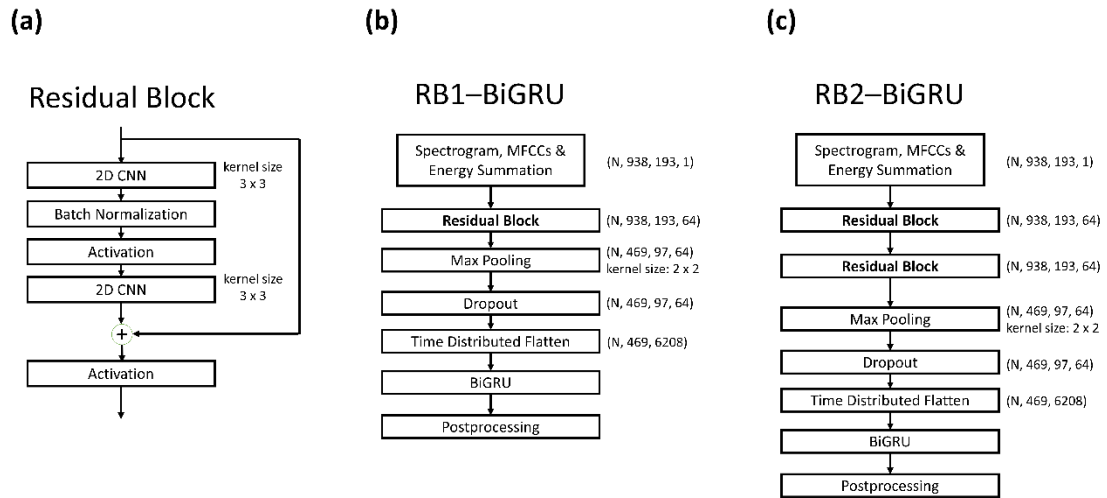 (a)
Residual Block
2D CNN
kernel size
3 x 3
Batch Normalization
Activation
2D CNN
kernel size
3 x 3
+
Activation
(b)
RB1–BiGRU
Spectrogram, MFCCs &
Energy Summation
(N, 938, 193, 1)
Residual Block
(N, 938, 193, 64)
Max Pooling
(N, 469, 97, 64)
kernel size: 2 x 2
Dropout
(N, 469, 97, 64)
Time Distributed Flatten
(N, 469, 6208)
BiGRU
Postprocessing
(c)
RB2–BiGRU
Spectrogram, MFCCs &
Energy Summation
(N, 938, 193, 1)
Residual Block
(N, 938, 193, 64)
Residual Block
(N, 938, 193, 64)
Max Pooling
(N, 469, 97, 64)
kernel size: 2 x 2
Dropout
(N, 469, 97, 64)
Time Distributed Flatten
(N, 469, 6208)
BiGRU
Postprocessing